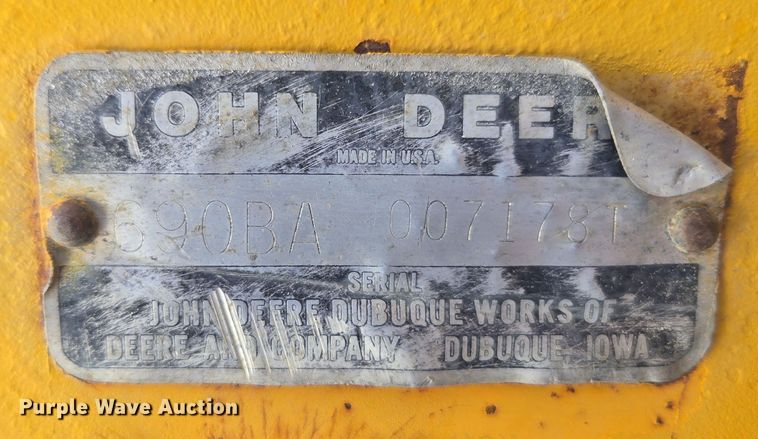 JOHN DEER
MADE IN U.S.A.
690BA 007178T
SERIAL
JOHN DEERE DUBUQUE WORKS OF
DEERE AND COMPANY DUBUQUE, IOWA
Purple Wave Auction